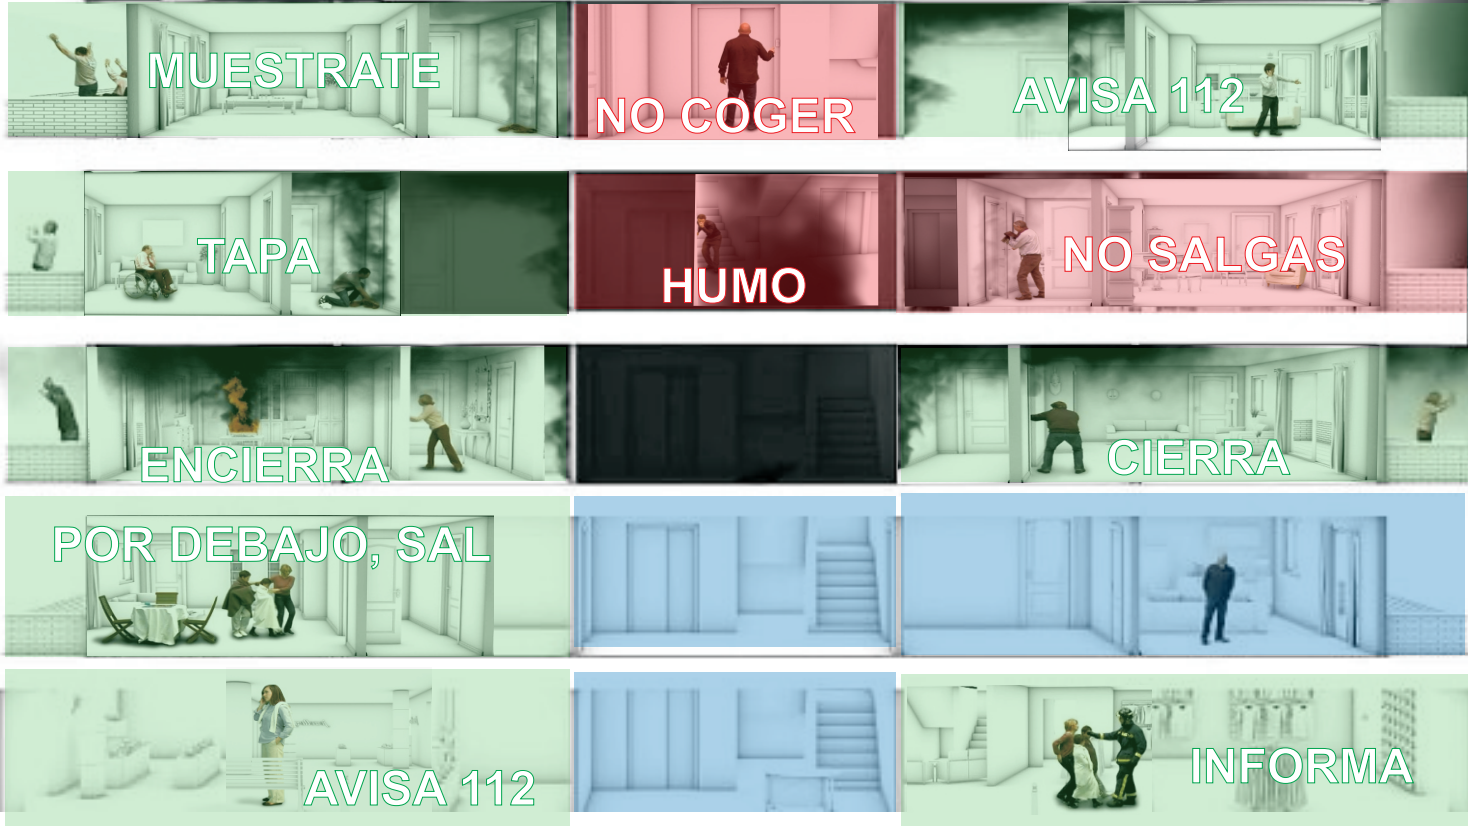 MUESTRATE
NO COGER
AVISA 112
TAPA
HUMO
NO SALGAS
ENCIERRA
CIERRA
POR DEBAJO, SAL
AVISA 112
INFORMA